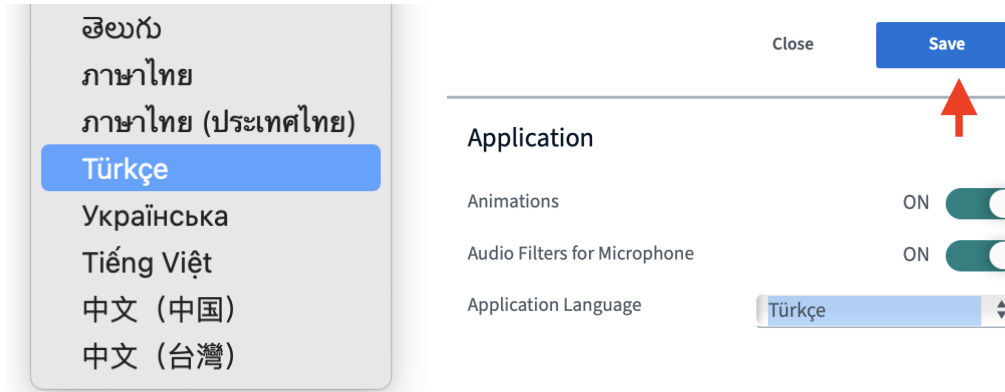 తెలుగు
ภาษาไทย
ภาษาไทย (ประเทศไทย)
Türkçe
Українська
Tiếng Việt
中文（中国）
中文（台灣）
Close
Save
Application
Animations
ON
Audio Filters for Microphone
ON
Application Language
Türkçe